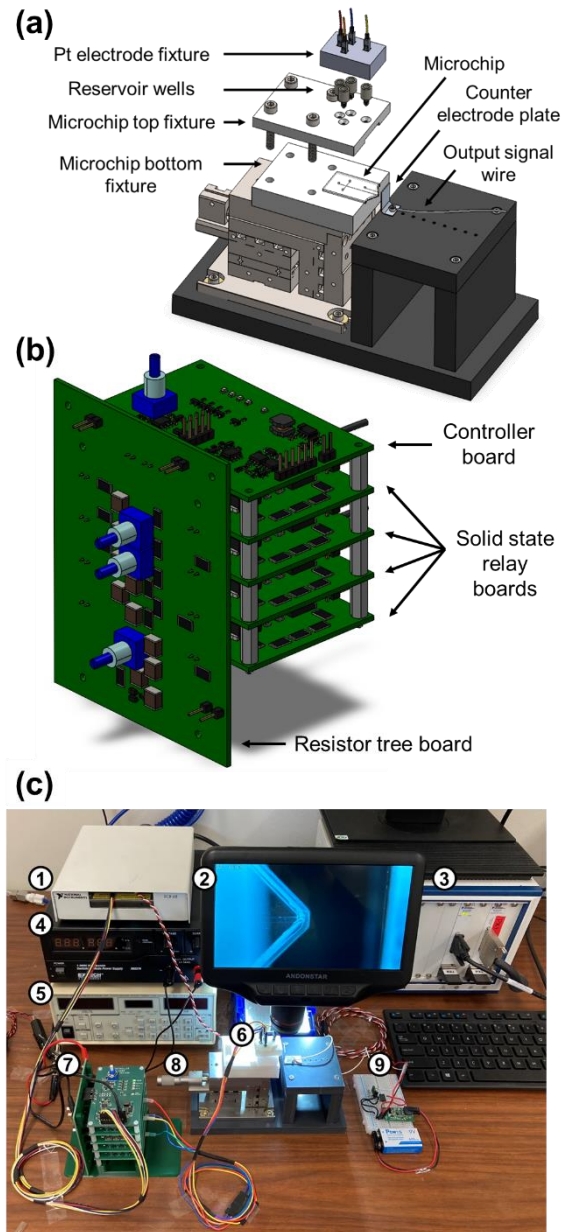 (a)
Pt electrode fixture
Reservoir wells
Microchip top fixture
Microchip bottom
fixture
Microchip
Counter
electrode plate
Output signal
wire
(b)
Controller
board
Solid state
relay
boards
Resistor tree board
(c)
1
2
3
4
5
6
7
8
9
ANDONSTAR